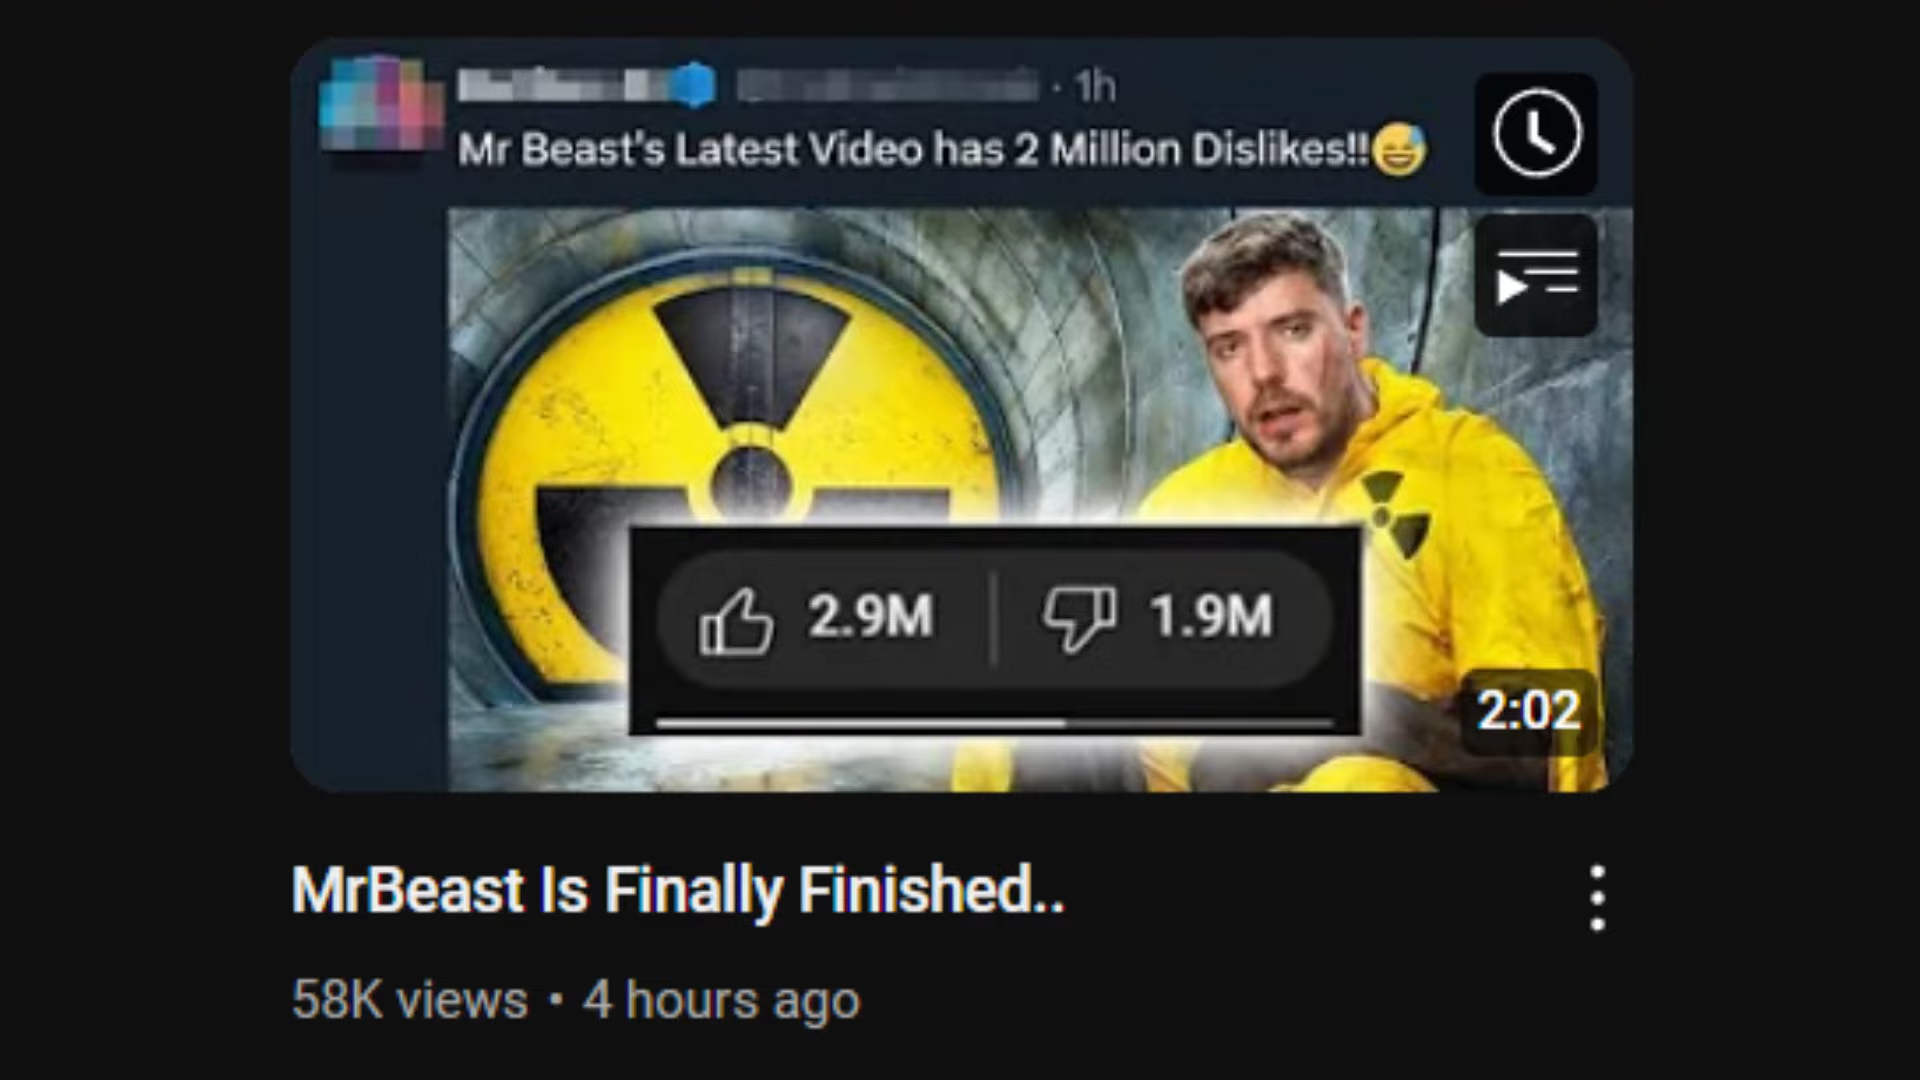 · 1h
Mr Beast's Latest Video has 2 Million Dislikes!!😅
2.9M
1.9M
2:02
MrBeast Is Finally Finished..
58K views • 4 hours ago